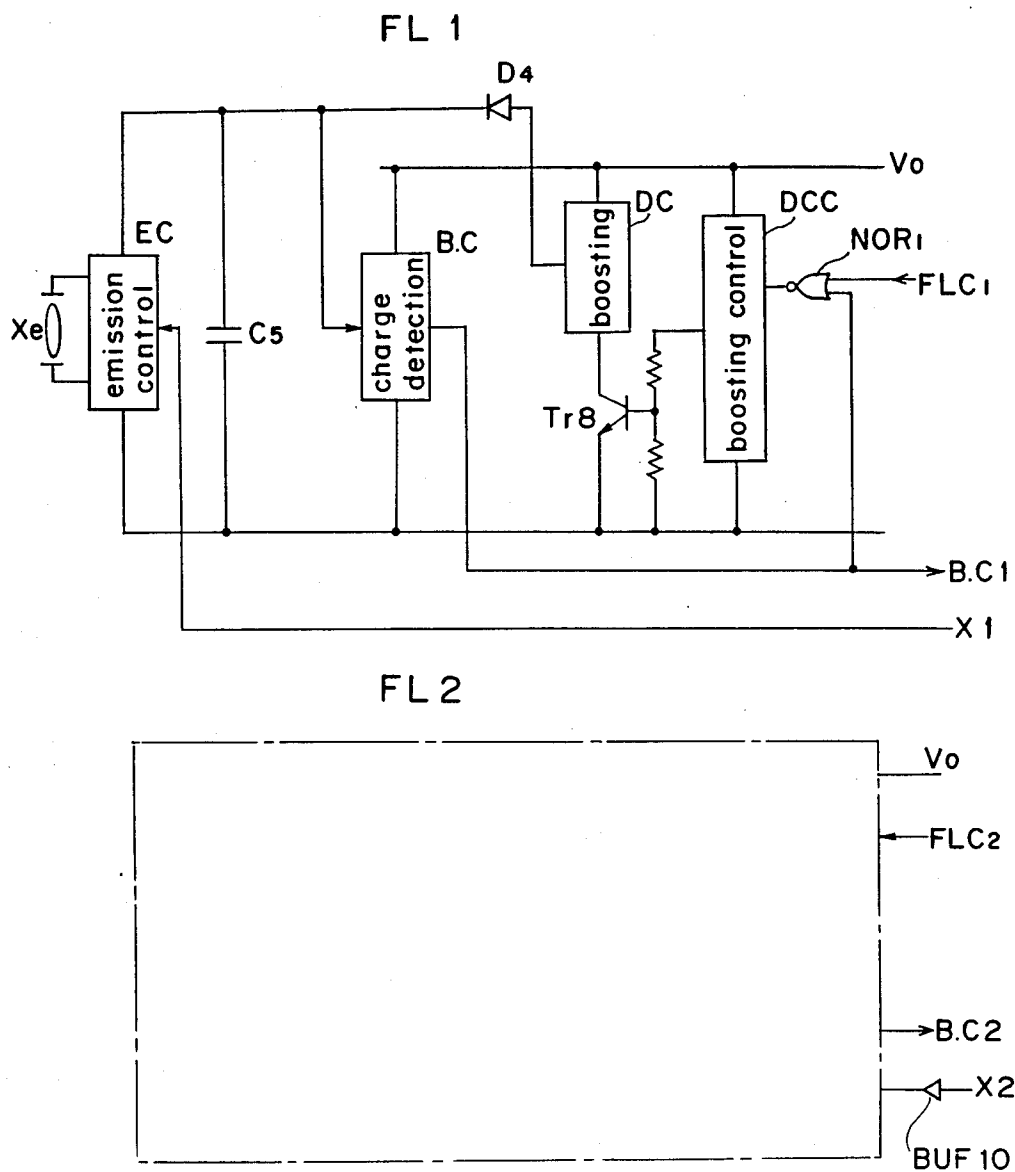 FL 1
D4
Vo
EC
B.C
DC
DCC
NOR1
FLC1
Xe
emission control
C5
charge detection
boosting
boosting control
Tr8
B.C1
X1
FL 2
Vo
FLC2
B.C2
X2
BUF 10